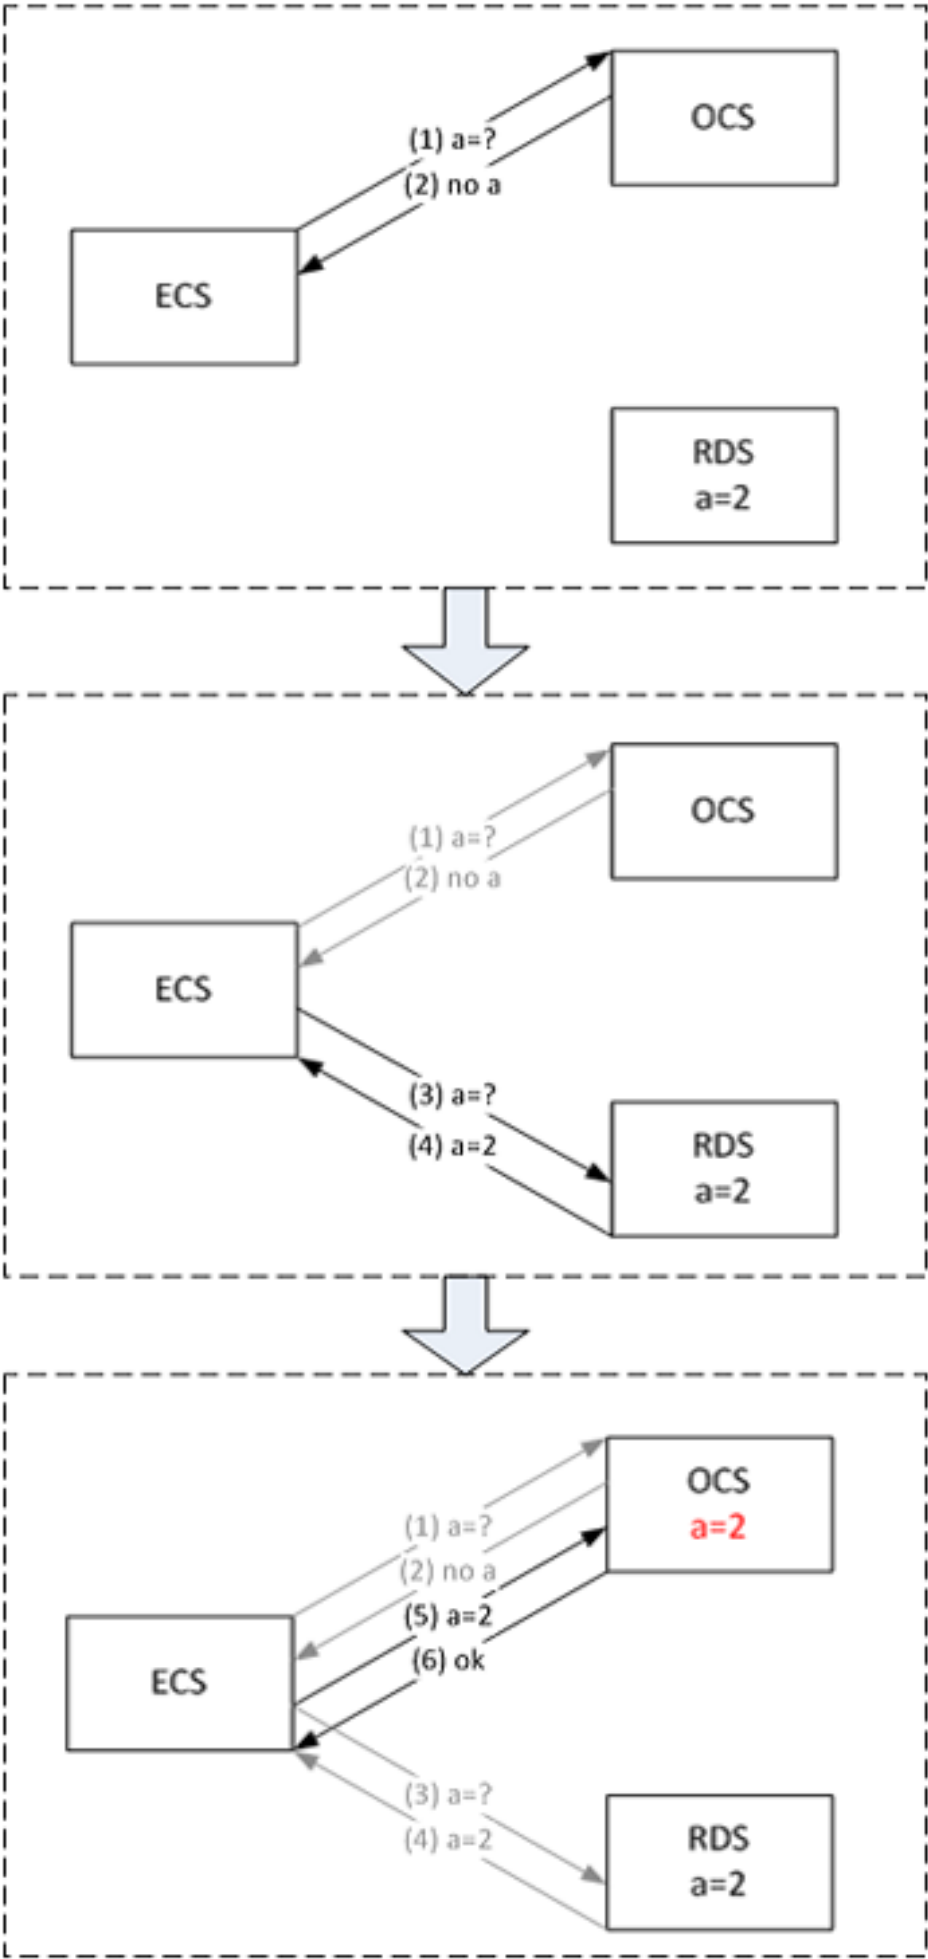 OCS
(1) a=?
(2) no a
ECS
RDS
a=2
OCS
(1) a=?
(2) no a
ECS
(3) a=?
(4) a=2
RDS
a=2
OCS
a=2
(1) a=?
(2) no a
(5) a=2
(6) ok
ECS
(3) a=?
(4) a=2
RDS
a=2